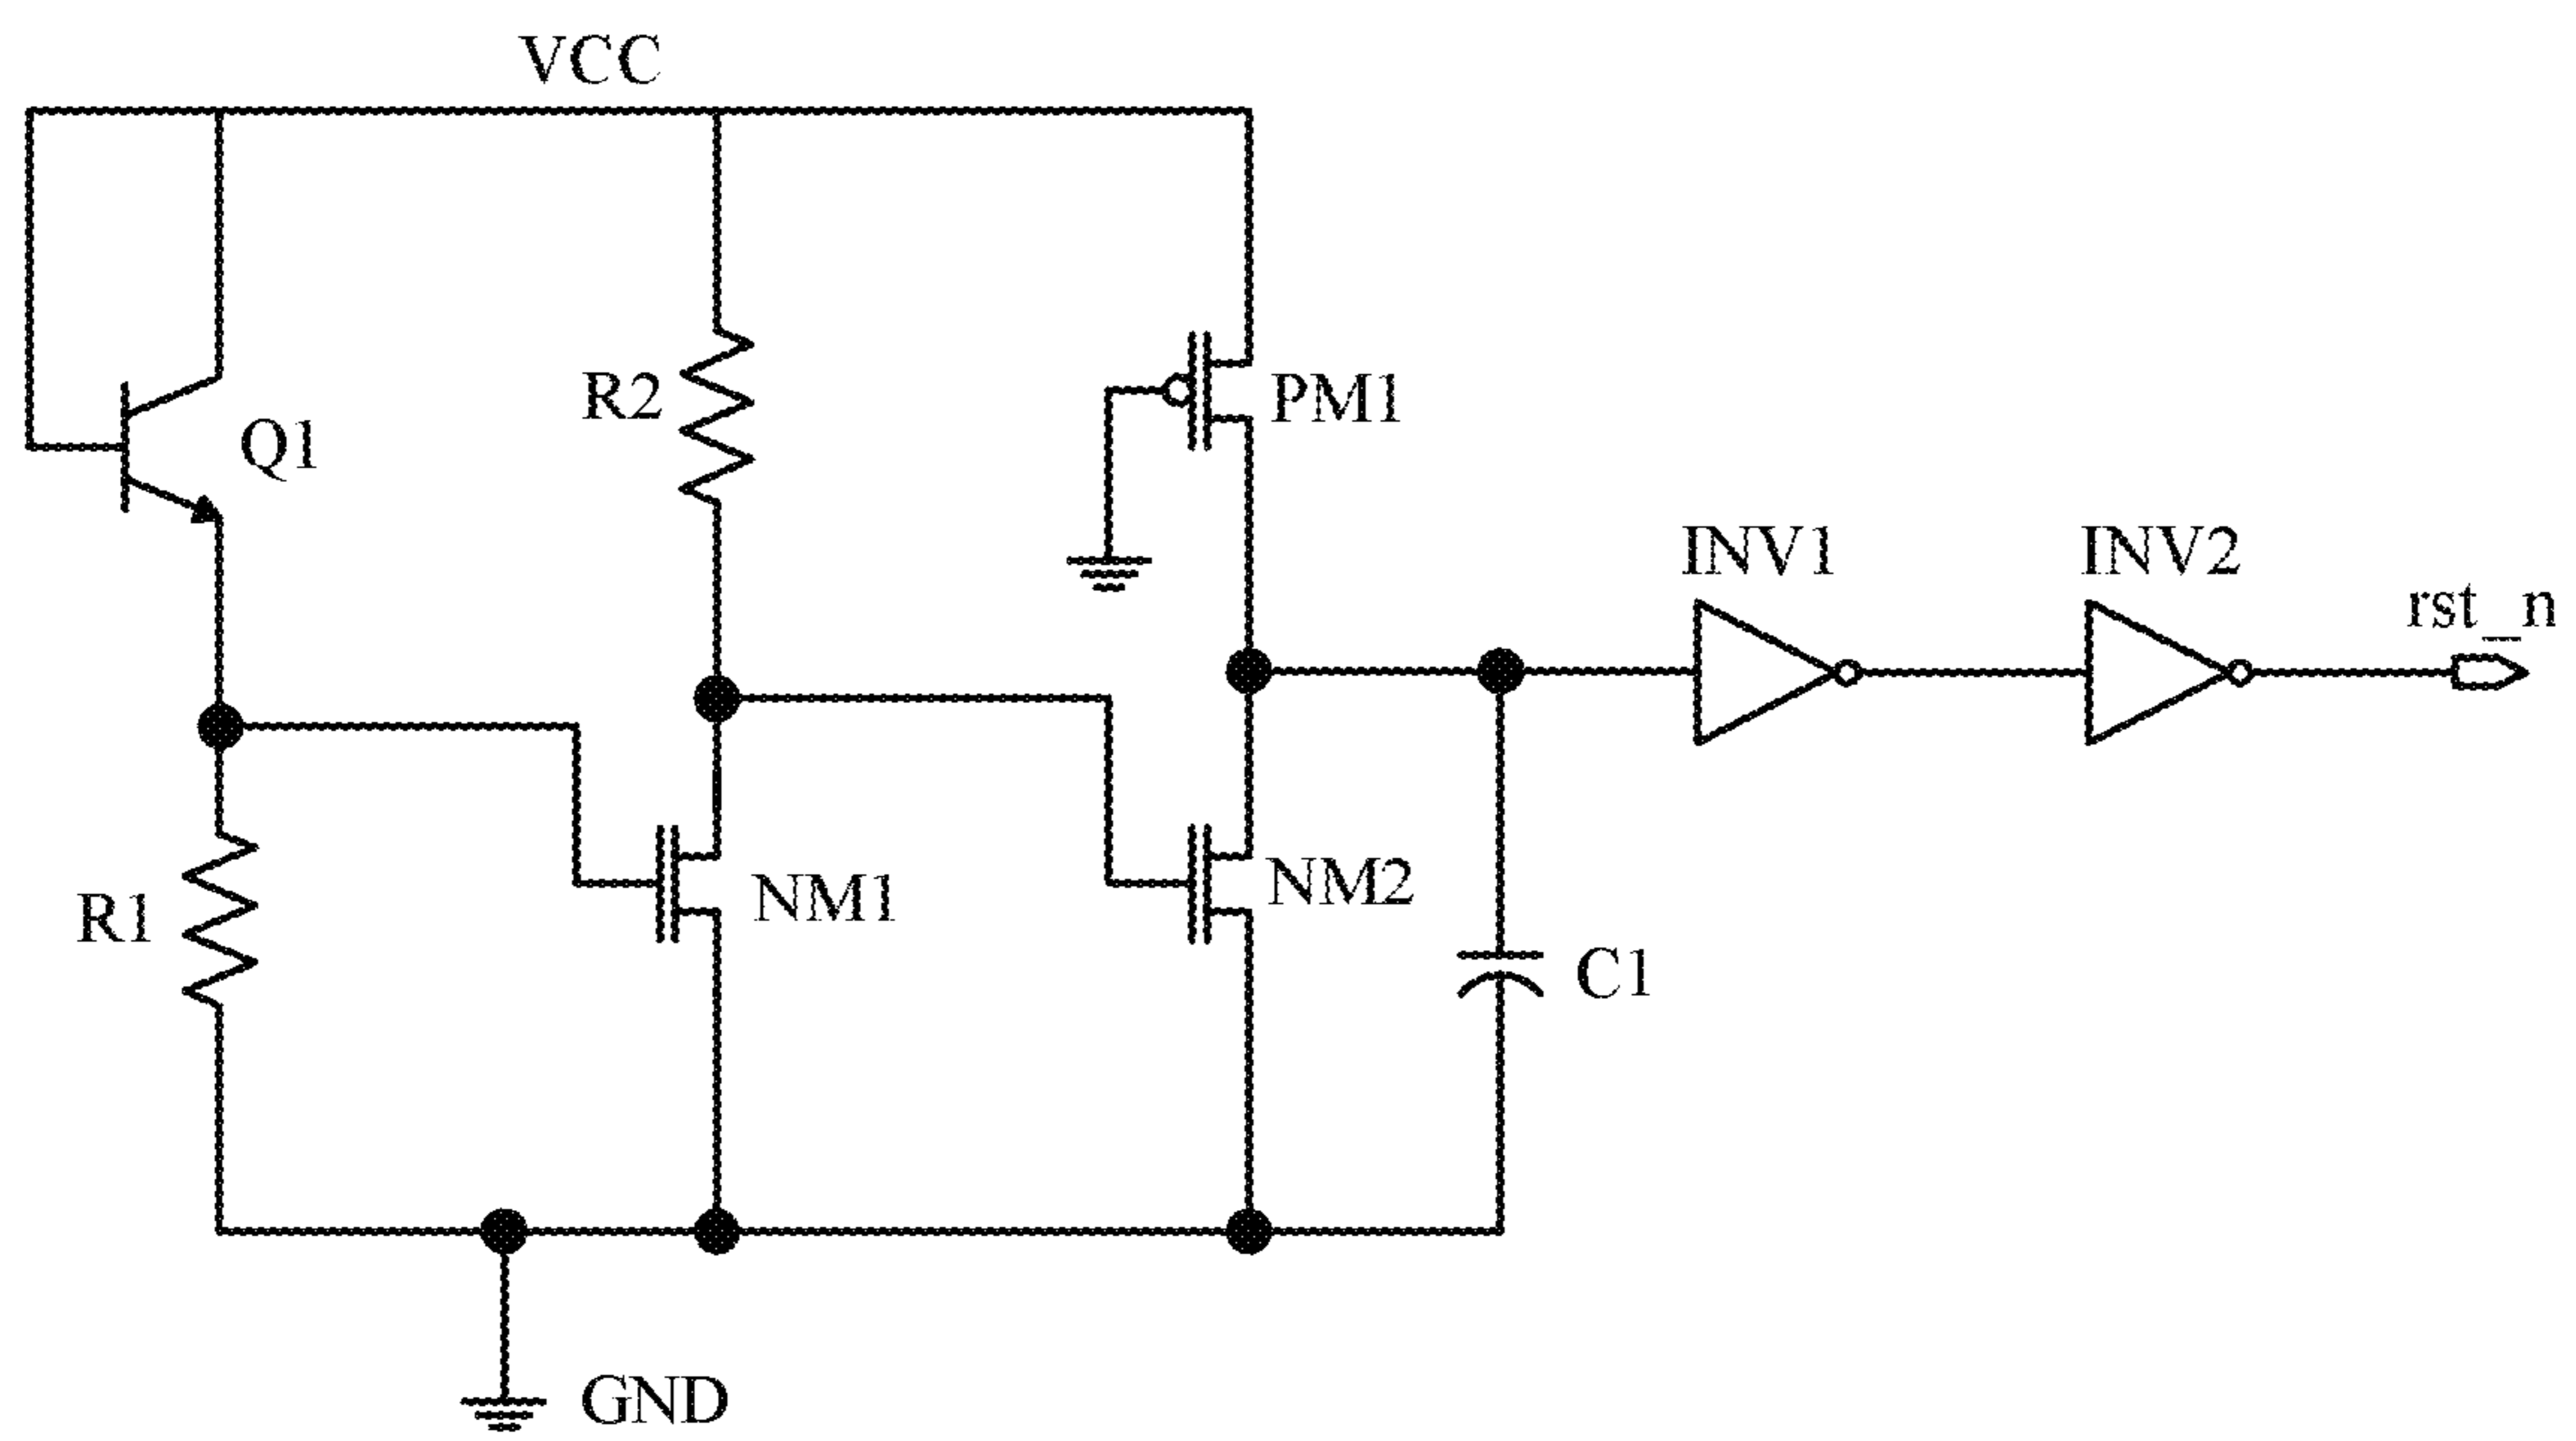 VCC
R2
PM1
Q1
INV1
INV2
rst_n
R1
NM1
NM2
C1
GND